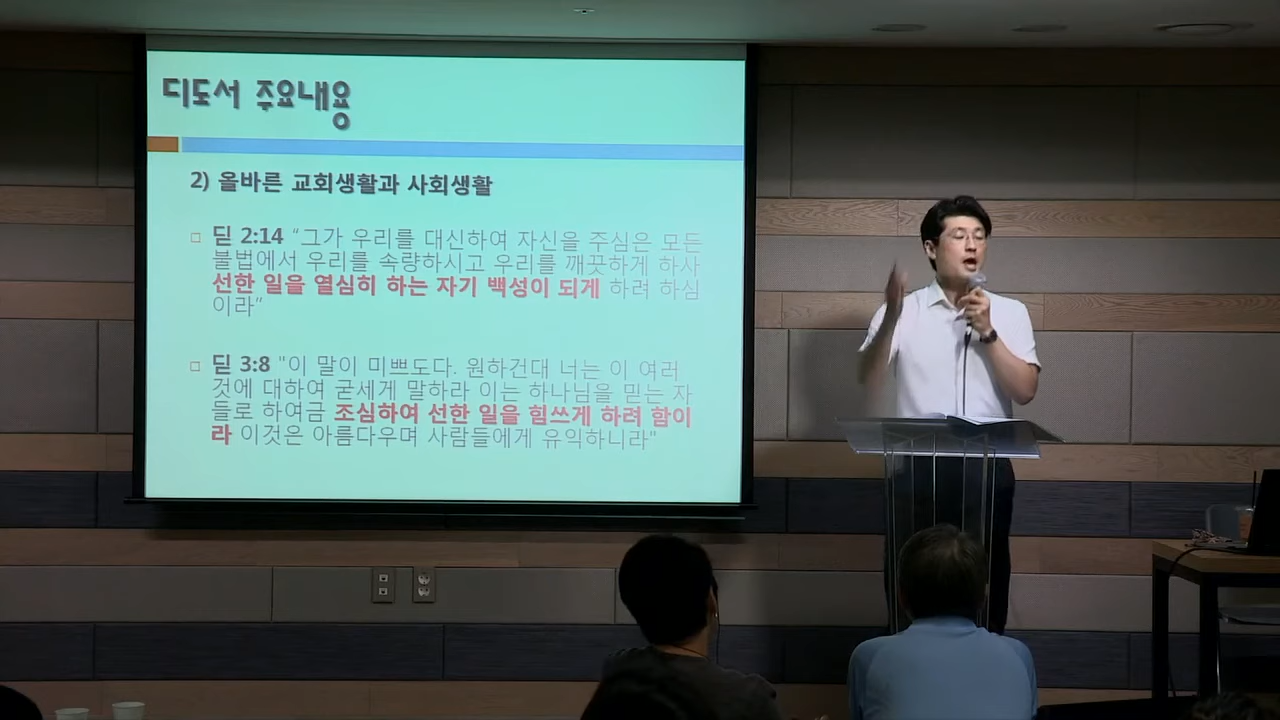 디도서 주요내용
2) 올바른 교회생활과 사회생활
□ 딛 2:14 “그가 우리를 대신하여 자신을 주심은 모든
불법에서 우리를 속량하시고 우리를 깨끗하게 하사
선한 일을 열심히 하는 자기 백성이 되게 하려 하심
이라”
□ 딛 3:8 "이 말이 미쁘도다. 원하건대 너는 이 여러
것에 대하여 굳세게 말하라 이는 하나님을 믿는 자
들로 하여금 조심하여 선한 일을 힘쓰게 하려 함이
라 이것은 아름다우며 사람들에게 유익하니라"